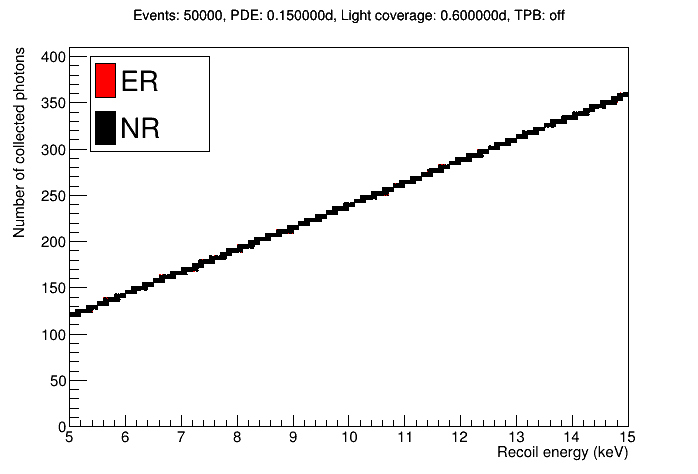 Events: 50000, PDE: 0.150000d, Light coverage: 0.600000d, TPB: off
Number of collected photons
400
350
300
250
200
150
100
50
0
ER
NR
5 6 7 8 9 10 11 12 13 14 15
Recoil energy (keV)